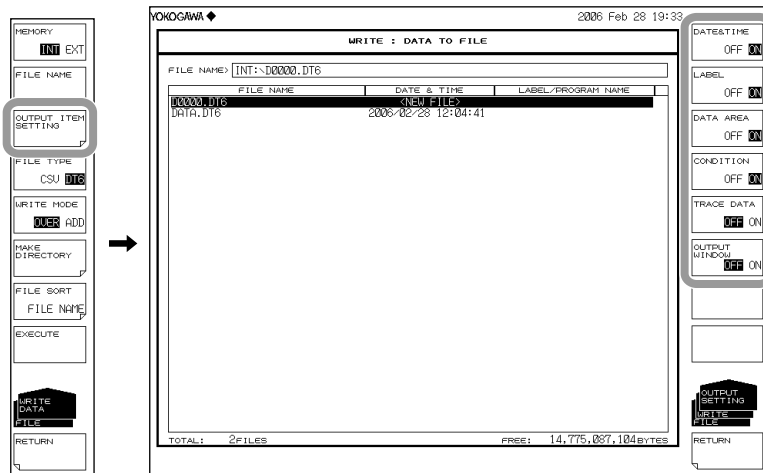 MEMORY
INT EXT
FILE NAME
OUTPUT ITEM
SETTING
FILE TYPE
CSV DT6
WRITE MODE
OVER ADD
MAKE
DIRECTORY
FILE SORT
FILE NAME
EXECUTE
WRITE
DATA
FILE
RETURN
YOKOGAWA
2006 Feb 28 19:33
WRITE : DATA TO FILE
FILE NAME> INT:\D0000.DT6
FILE NAME DATE & TIME LABEL/PROGRAM NAME
D0000.DT6 <NEW FILE>
DATA.DT6 2006/02/28 12:04:41
TOTAL: 2FILES FREE: 14,775,087,104BYTES
DATE&TIME
OFF ON
LABEL
OFF ON
DATA AREA
OFF ON
CONDITION
OFF ON
TRACE DATA
OFF ON
OUTPUT
WINDOW
OFF ON
OUTPUT
SETTING
WRITE
FILE
RETURN